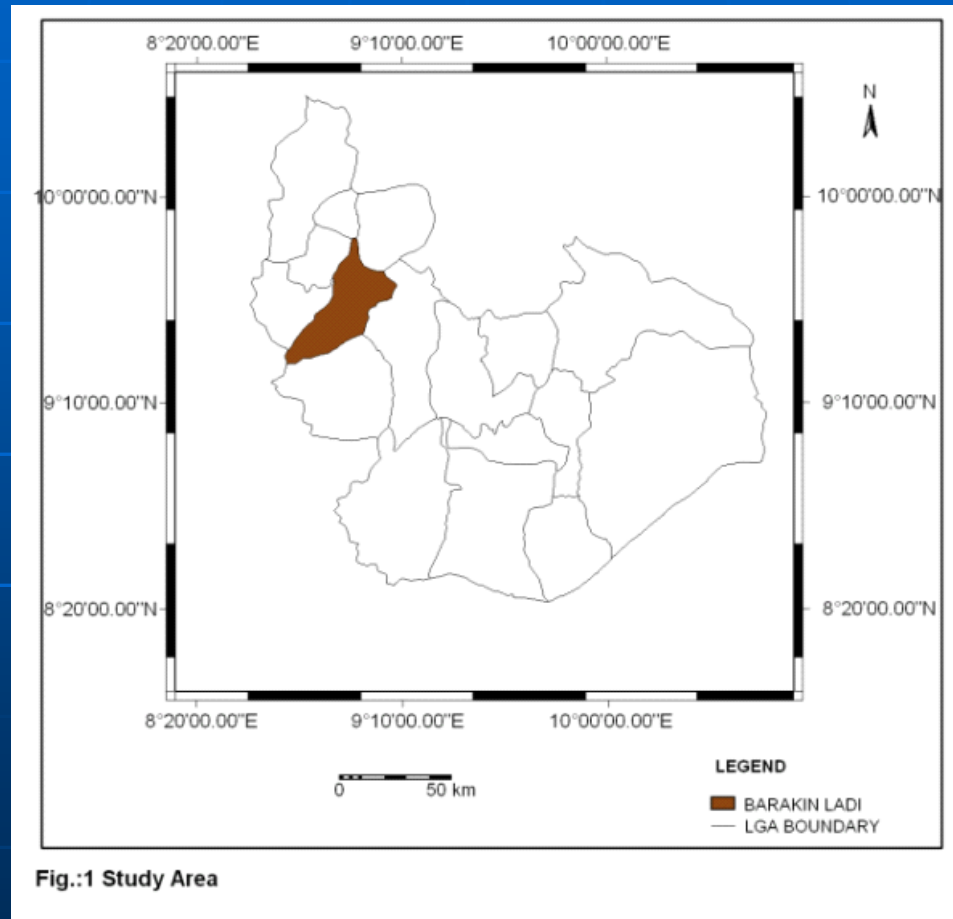 8°20'00.00"E 9°10'00.00"E 10°00'00.00"E
N
10°00'00.00"N 10°00'00.00"N
9°10'00.00"N 9°10'00.00"N
8°20'00.00"N 8°20'00.00"N
8°20'00.00"E 9°10'00.00"E 10°00'00.00"E
0 50 km
LEGEND
BARAKIN LADI
LGA BOUNDARY
Fig.:1 Study Area